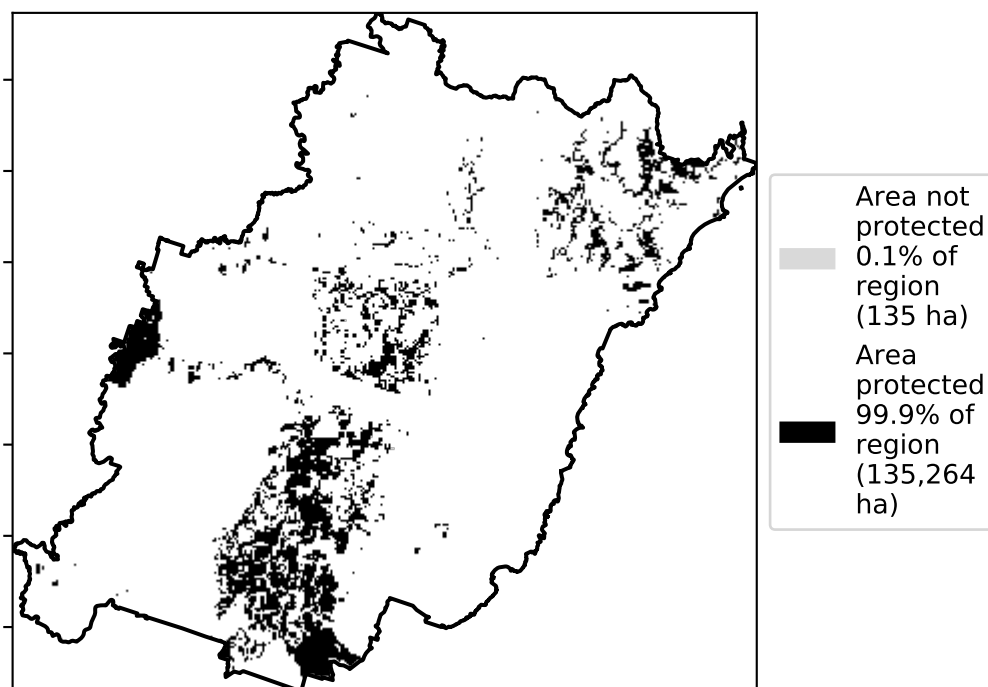 Area not
protected
0.1% of
region
(135 ha)
Area
protected
99.9% of
region
(135,264
ha)